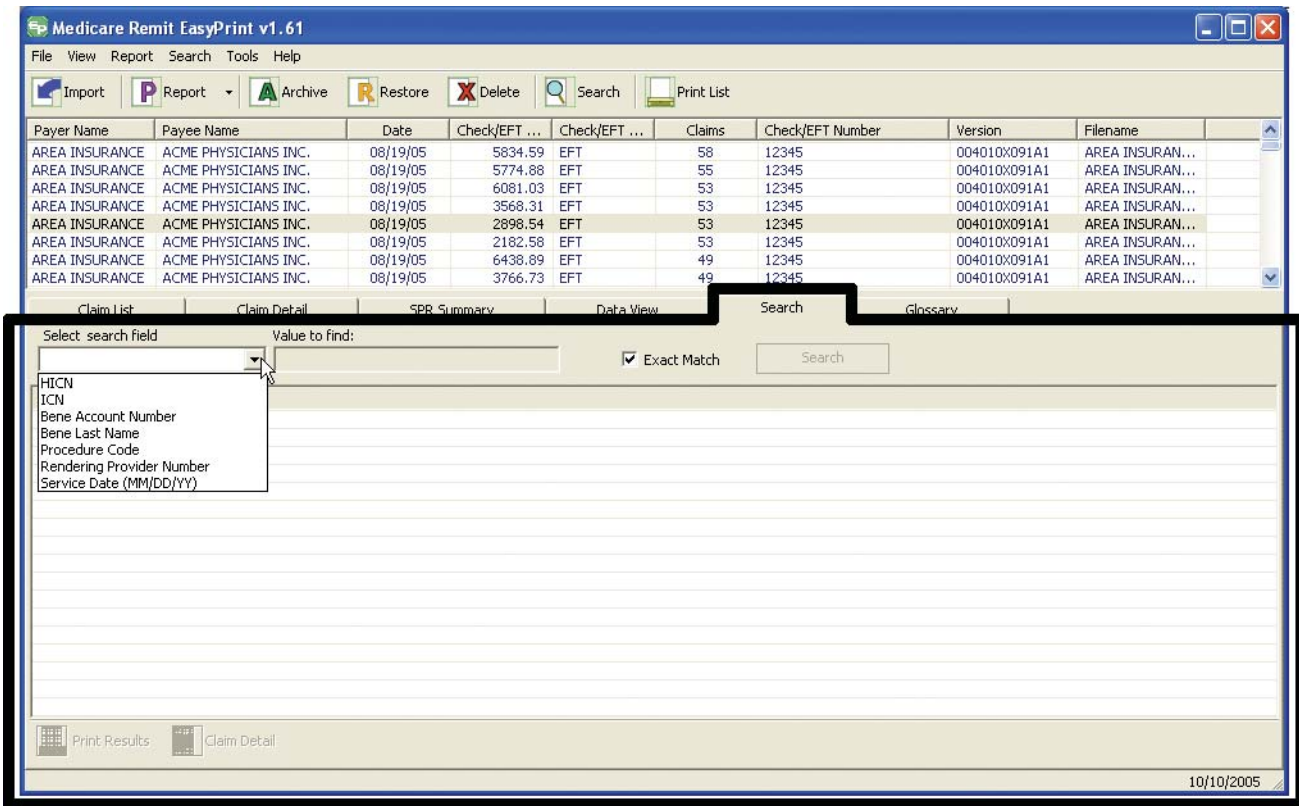 EP Medicare Remit EasyPrint v1.61
File View Report Search Tools Help
Import P Report A Archive R Restore X Delete Search Print List
Payer Name Payee Name Date Check/EFT ... Check/EFT ... Claims Check/EFT Number Version Filename
AREA INSURANCE ACME PHYSICIANS INC. 08/19/05 5834.59 EFT 58 12345 004010X091A1 AREA INSURAN...
AREA INSURANCE ACME PHYSICIANS INC. 08/19/05 5774.88 EFT 55 12345 004010X091A1 AREA INSURAN...
AREA INSURANCE ACME PHYSICIANS INC. 08/19/05 6081.03 EFT 53 12345 004010X091A1 AREA INSURAN...
AREA INSURANCE ACME PHYSICIANS INC. 08/19/05 3568.31 EFT 53 12345 004010X091A1 AREA INSURAN...
AREA INSURANCE ACME PHYSICIANS INC. 08/19/05 2898.54 EFT 53 12345 004010X091A1 AREA INSURAN...
AREA INSURANCE ACME PHYSICIANS INC. 08/19/05 2182.58 EFT 53 12345 004010X091A1 AREA INSURAN...
AREA INSURANCE ACME PHYSICIANS INC. 08/19/05 6438.89 EFT 49 12345 004010X091A1 AREA INSURAN...
AREA INSURANCE ACME PHYSICIANS INC. 08/19/05 3766.73 EFT 49 12345 004010X091A1 AREA INSURAN...
Claim List Claim Detail SPR Summary Data View Search Glossary
Select search field Value to find:
Exact Match Search
HICN
ICN
Bene Account Number
Bene Last Name
Procedure Code
Rendering Provider Number
Service Date (MM/DD/YY)
Print Results Claim Detail
10/10/2005